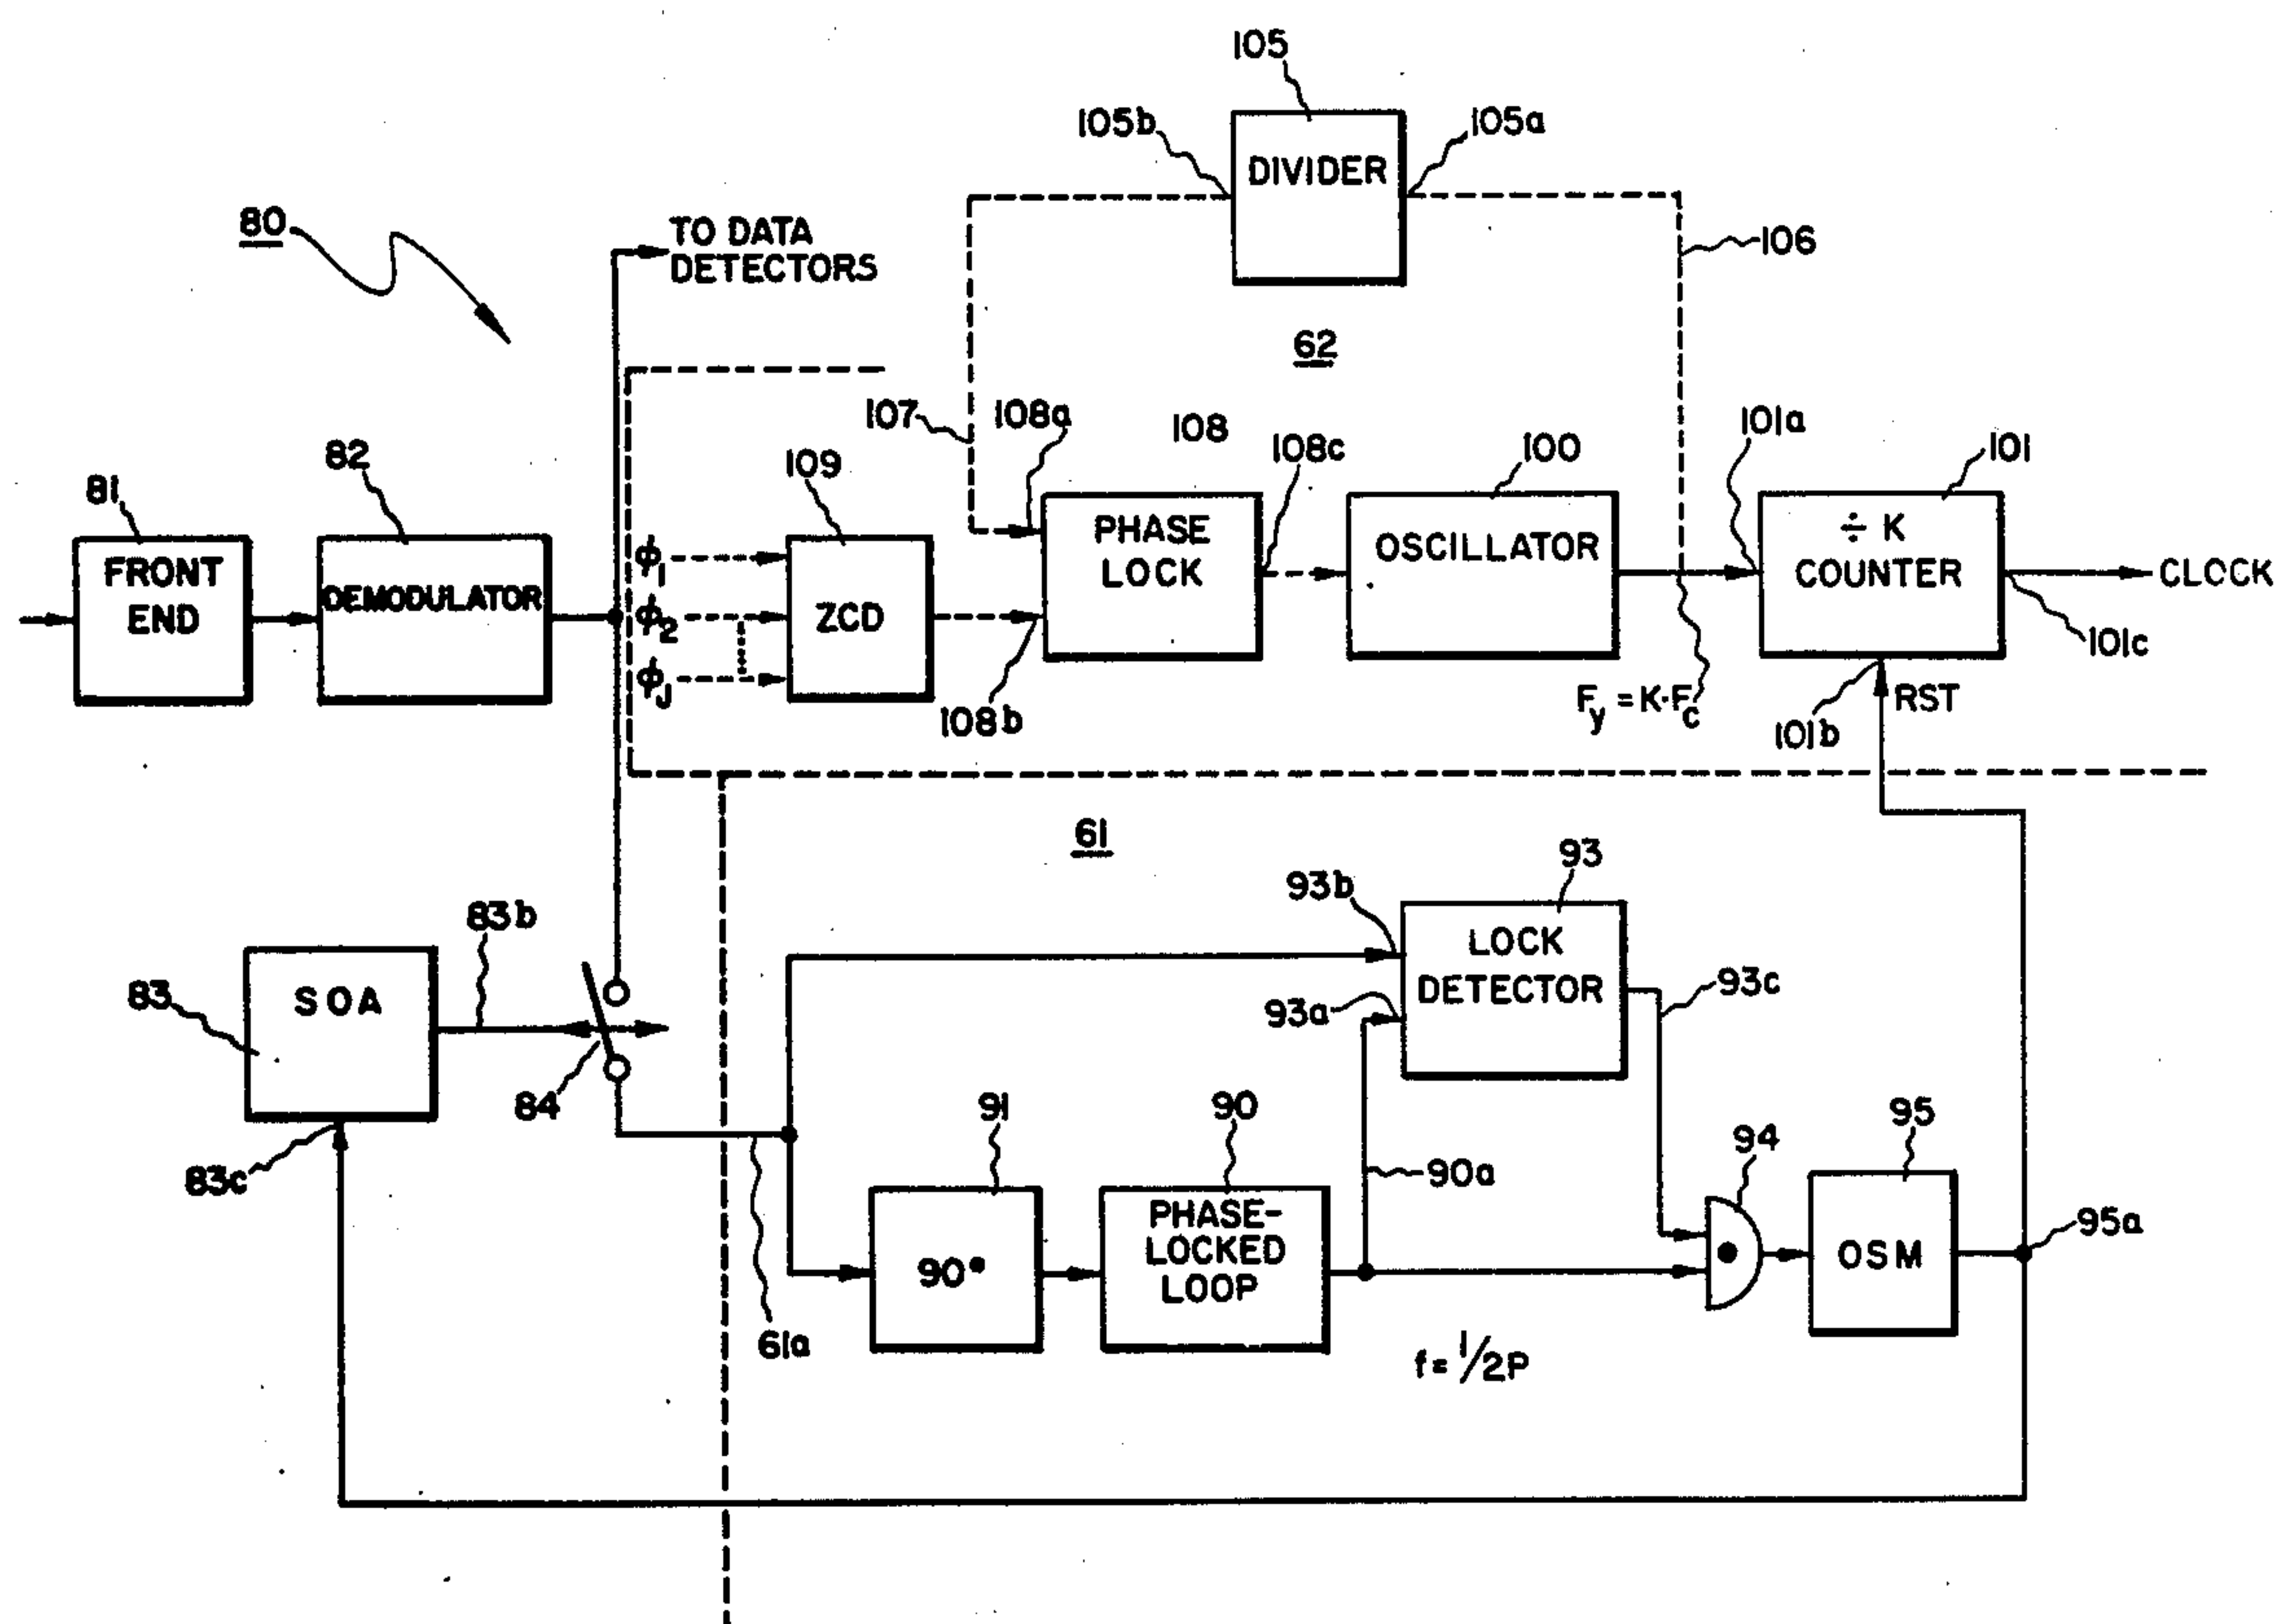 105
105b
105a
DIVIDER
80
TO DATA
DETECTORS
106
62
107
108a
108
108c
100
101a
101
81
82
109
FRONT
END
DEMODULATOR
ϕ1
ϕ2
ϕJ
ZCD
PHASE
LOCK
OSCILLATOR
÷ K
COUNTER
CLOCK
101c
108b
Fy = K·Fc
101b
RST
61
93
93b
83b
LOCK
DETECTOR
93c
83
SOA
93a
84
91
90
94
95
83c
90a
95a
90°
PHASE-
LOCKED
LOOP
OSM
61a
f = 1/2P